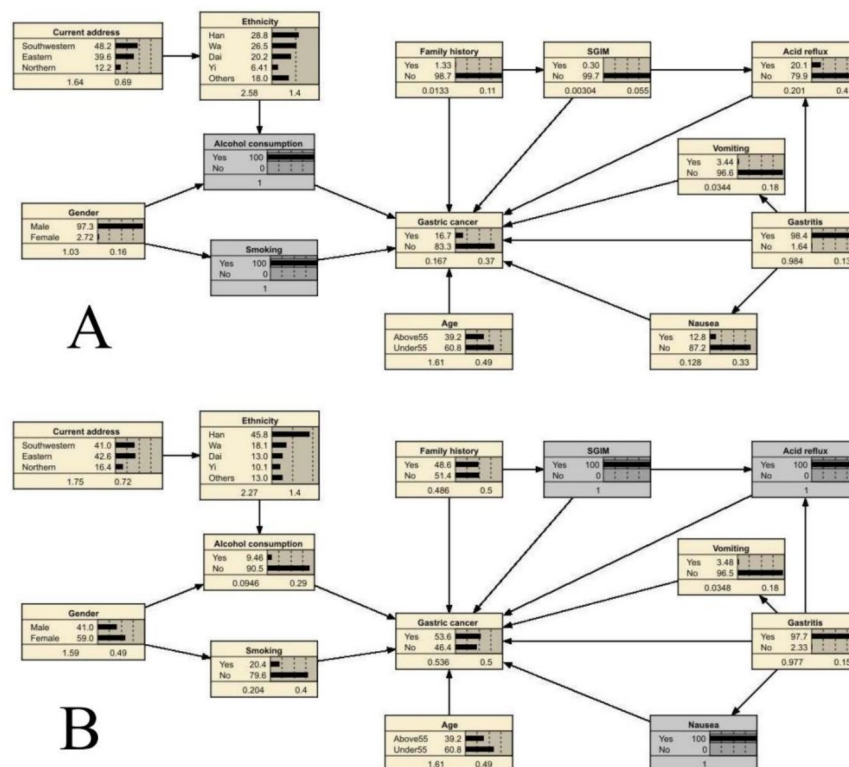 Current address
Southwestern 48.2
Eastern 39.6
Northern 12.2
1.64 0.69
Ethnicity
Han 28.8
Wa 26.5
Dai 20.2
Yi 6.41
Others 18.0
2.58 1.4
Family history
Yes 1.33
No 98.7
0.0133 0.11
SGIM
Yes 0.30
No 99.7
0.00304 0.055
Acid reflux
Yes 20.1
No 79.9
0.201
Alcohol consumption
Yes 100
No 0
1
Vomiting
Yes 3.44
No 96.6
0.0344 0.18
Gender
Male 97.3
Female 2.72
1.03 0.16
Gastric cancer
Yes 16.7
No 83.3
0.167 0.37
Gastritis
Yes 98.4
No 1.64
0.984 0.13
Smoking
Yes 100
No 0
1
A
Age
Above55 39.2
Under55 60.8
1.61 0.49
Nausea
Yes 12.8
No 87.2
0.128 0.33
Current address
Southwestern 41.0
Eastern 42.6
Northern 16.4
1.75 0.72
Ethnicity
Han 45.8
Wa 18.1
Dai 13.0
Yi 10.1
Others 13.0
2.27 1.4
Family history
Yes 48.6
No 51.4
0.486 0.5
SGIM
Yes 100
No 0
1
Acid reflux
Yes 100
No 0
1
Alcohol consumption
Yes 9.46
No 90.5
0.0946 0.29
Vomiting
Yes 3.48
No 96.5
0.0348 0.18
Gender
Male 41.0
Female 59.0
1.59 0.49
Gastric cancer
Yes 53.6
No 46.4
0.536 0.5
Gastritis
Yes 97.7
No 2.33
0.977 0.15
Smoking
Yes 20.4
No 79.6
0.204 0.4
B
Age
Above55 39.2
Under55 60.8
1.61 0.49
Nausea
Yes 100
No 0
1